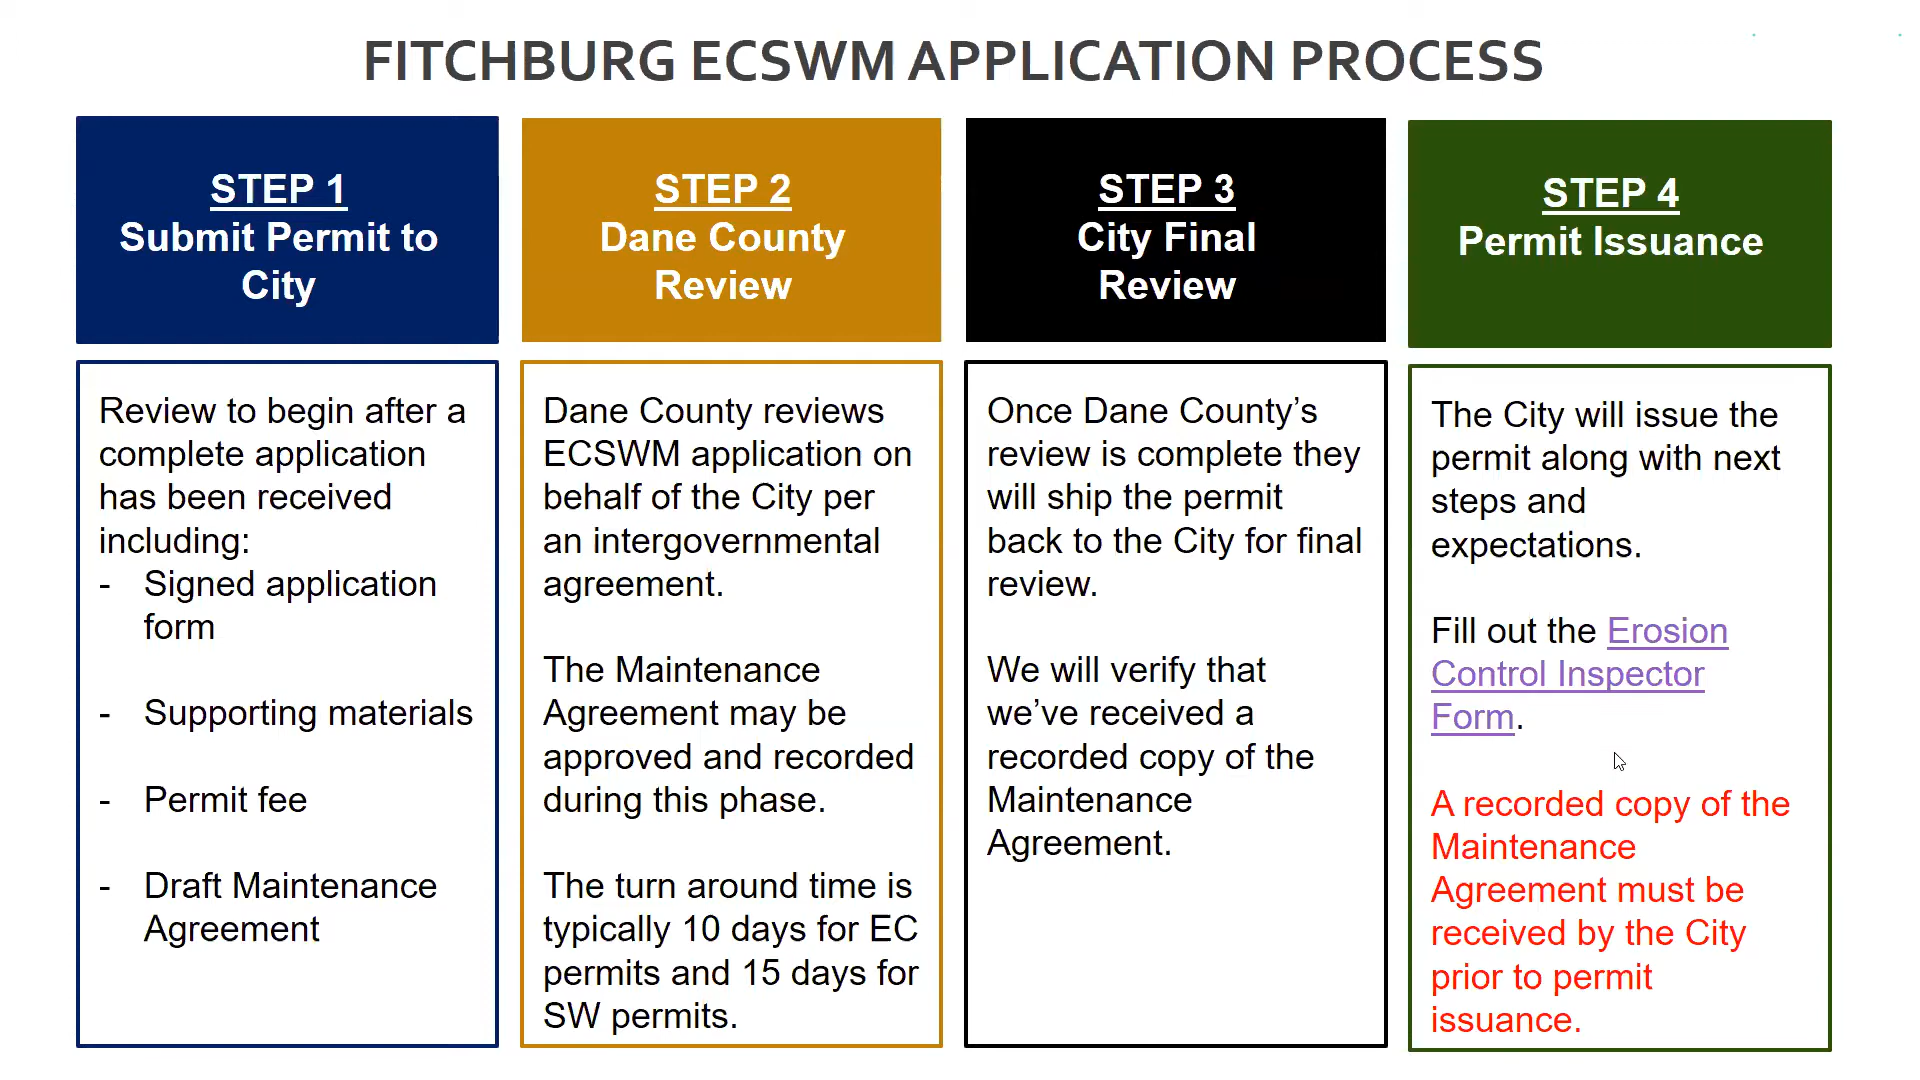 FITCHBURG ECSWM APPLICATION PROCESS
STEP 1
Submit Permit to
City
Review to begin after a
complete application
has been received
including:
- Signed application
form
- Supporting materials
- Permit fee
- Draft Maintenance
Agreement
STEP 2
Dane County
Review
Dane County reviews
ECSWM application on
behalf of the City per
an intergovernmental
agreement.
The Maintenance
Agreement may be
approved and recorded
during this phase.
The turn around time is
typically 10 days for EC
permits and 15 days for
SW permits.
STEP 3
City Final
Review
Once Dane County’s
review is complete they
will ship the permit
back to the City for final
review.
We will verify that
we’ve received a
recorded copy of the
Maintenance
Agreement.
STEP 4
Permit Issuance
The City will issue the
permit along with next
steps and
expectations.
Fill out the Erosion
Control Inspector
Form.
A recorded copy of the
Maintenance
Agreement must be
received by the City
prior to permit
issuance.